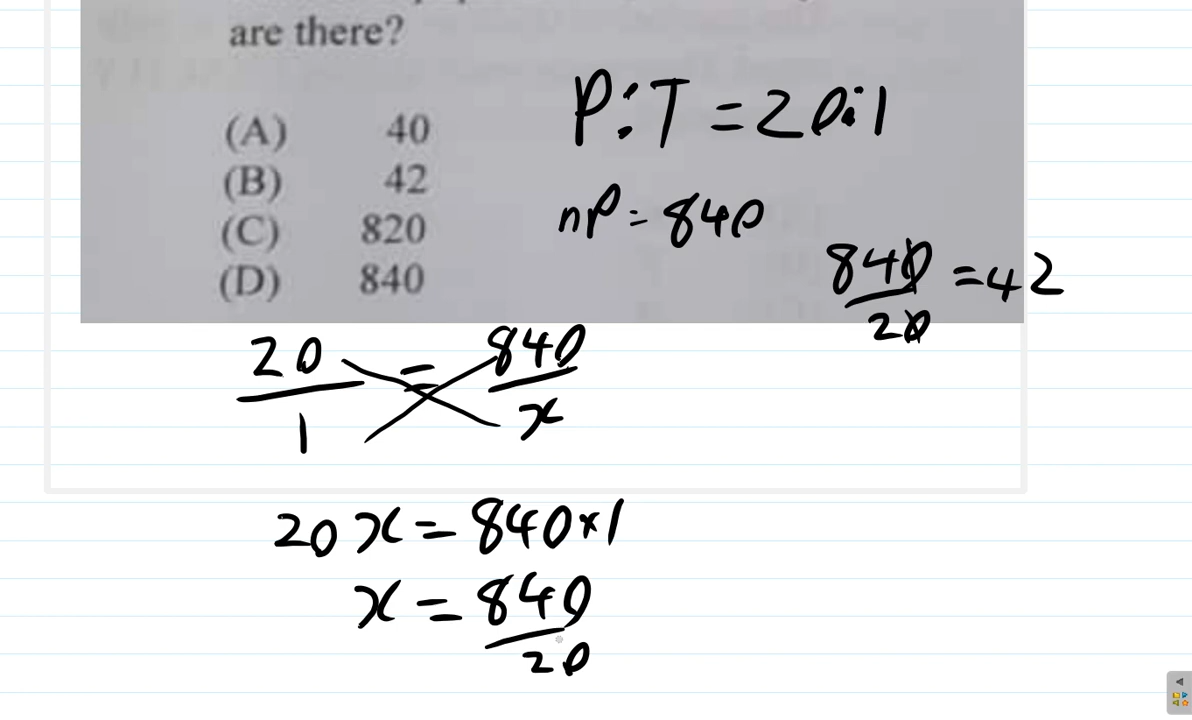 are there?
(A) 40
(B) 42
(C) 820
(D) 840
P:T = 20:1
nP = 840
840/20 = 42
20/1 = 840/x
20x = 840×1
x = 840/20